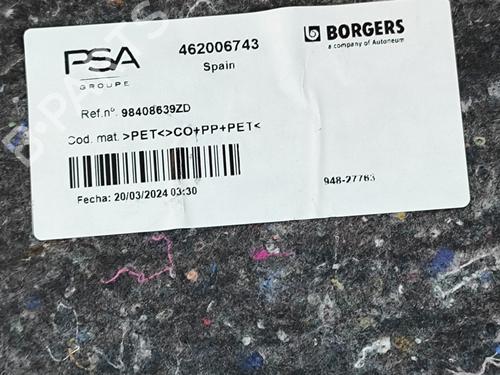 PSA
GROUPE
462006743
Spain
BORGERS
a company of Autoneum
Ref.nº. 98408639ZD
Cod. mat. >PET<>CO+PP+PET<
Fecha: 20/03/2024 03:30
948-27763